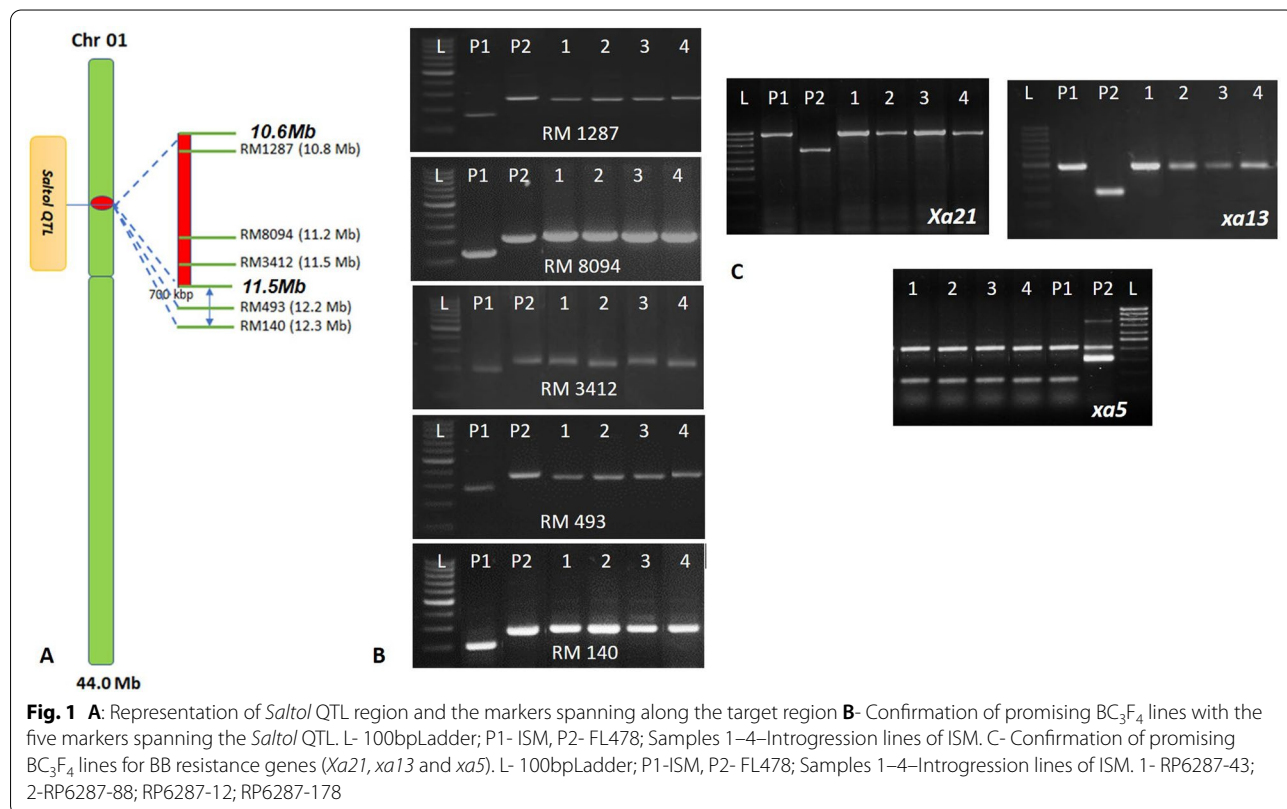 Chr 01
Saltol QTL
10.6Mb
RM1287 (10.8 Mb)
RM8094 (11.2 Mb)
RM3412 (11.5 Mb)
11.5Mb
700 kbp
RM493 (12.2 Mb)
RM140 (12.3 Mb)
A
44.0 Mb
L P1 P2 1 2 3 4
RM 1287
L P1 P2 1 2 3 4
RM 8094
L P1 P2 1 2 3 4
RM 3412
L P1 P2 1 2 3 4
RM 493
L P1 P2 1 2 3 4
RM 140
B
L P1 P2 1 2 3 4
Xa21
L P1 P2 1 2 3 4
xa13
C
1 2 3 4 P1 P2 L
xa5
Fig. 1 A: Representation of Saltol QTL region and the markers spanning along the target region B- Confirmation of promising BC₃F₄ lines with the
five markers spanning the Saltol QTL. L- 100bpLadder; P1- ISM, P2- FL478; Samples 1–4–Introgression lines of ISM. C- Confirmation of promising
BC₃F₄ lines for BB resistance genes (Xa21, xa13 and xa5). L- 100bpLadder; P1-ISM, P2- FL478; Samples 1–4–Introgression lines of ISM. 1- RP6287-43;
2-RP6287-88; RP6287-12; RP6287-178